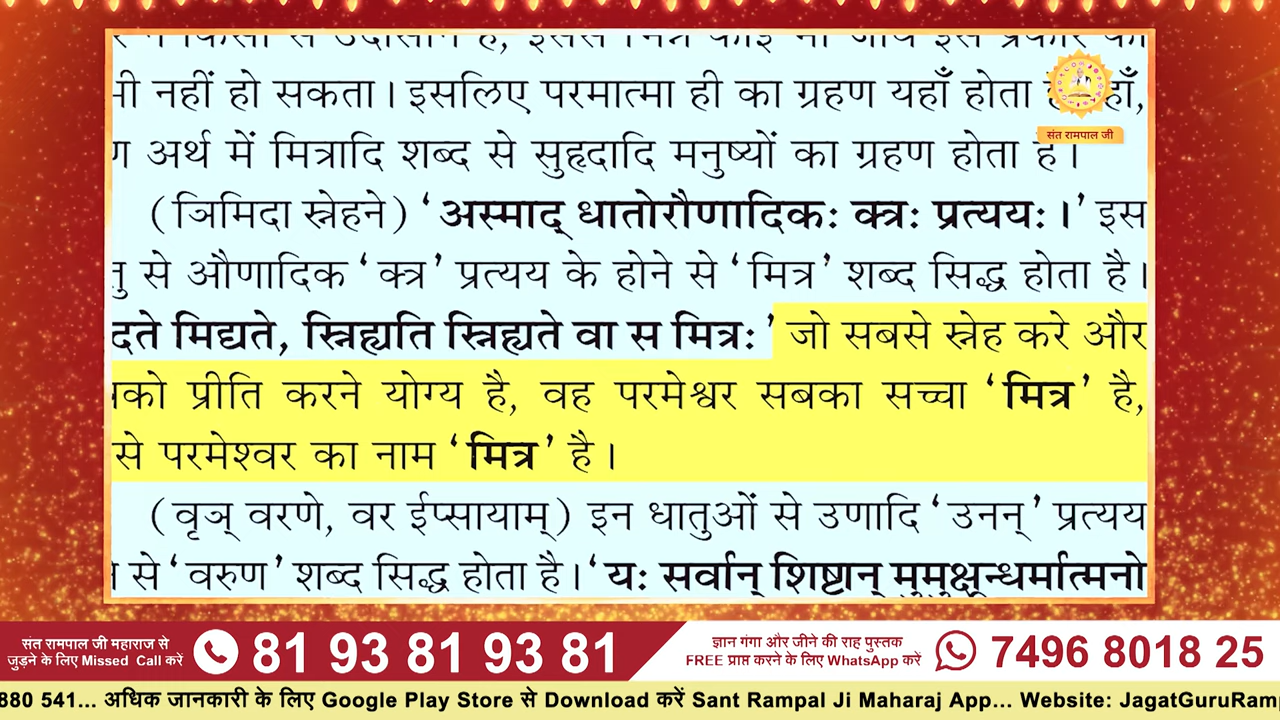 भी नहीं हो सकता। इसलिए परमात्मा ही का ग्रहण यहाँ होता
अर्थ में मित्रादि शब्द से सुहृदादि मनुष्यों का ग्रहण होता है।
संत रामपाल जी
(ञिमिदा स्नेहने) ‘अस्माद् धातोरौणादिकः क्त्रः प्रत्ययः।’ इस
से औणादिक ‘क्त्र’ प्रत्यय के होने से ‘मित्र’ शब्द सिद्ध होता है।
मिद्यते, स्निह्यति स्निह्यते वा स मित्रः’ जो सबसे स्नेह करे और
प्रीति करने योग्य है, वह परमेश्वर सबका सच्चा ‘मित्र’ है,
से परमेश्वर का नाम ‘मित्र’ है।
(वृञ् वरणे, वर ईप्सायाम्) इन धातुओं से उणादि ‘उनन्’ प्रत्यय
से ‘वरुण’ शब्द सिद्ध होता है। ‘यः सर्वान् शिष्टान् मुमुक्षून्धर्मात्मनो
संत रामपाल जी महाराज से
जुड़ने के लिए Missed Call करें
81 93 81 93 81
ज्ञान गंगा और जीने की राह पुस्तक
FREE प्राप्त करने के लिए WhatsApp करें
7496 8018 25
880 541... अधिक जानकारी के लिए Google Play Store से Download करें Sant Rampal Ji Maharaj App... Website: JagatGuruRamp